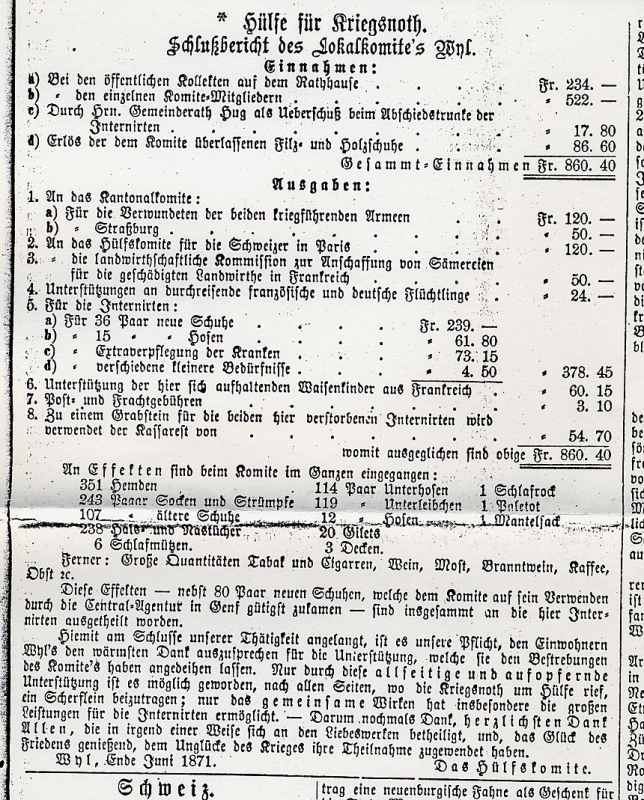 * Hülfe für Kriegsnoth.
Schlußbericht des Lokalkomite's Wyl.
Einnahmen:
a) Bei den öffentlichen Kollekten auf dem Rathhause . . . . Fr. 234. —
b) " den einzelnen Komite-Mitgliedern . . . . . . " 522. —
c) Durch Hrn. Gemeinderath Hug als Ueberschuß beim Abschiedstrunke der
Internirten . . . . . . . . . " 17. 80
d) Erlös der dem Komite überlassenen Filz- und Holzschuhe . . . " 86. 60
Gesammt-Einnahmen Fr. 860. 40
Ausgaben:
1. An das Kantonalkomite:
a) Für die Verwundeten der beiden kriegführenden Armeen . . Fr. 120. —
b) " Straßburg . . . . . . . . . " 50. —
2. An das Hülfskomite für die Schweizer in Paris . . . . " 120. —
3. " die landwirthschaftliche Kommission zur Anschaffung von Sämereien
für die geschädigten Landwirthe in Frankreich . . . . " 50. —
4. Unterstützungen an durchreisende französische und deutsche Flüchtlinge . . " 24. —
5. Für die Internirten:
a) Für 36 Paar neue Schuhe . . . . Fr. 239. —
b) " 15 " " Hosen . . . . " 61. 80
c) " Extraverpflegung der Kranken . . . . " 73. 15
d) " verschiedene kleinere Bedürfnisse . . . . " 4. 50 " 378. 45
6. Unterstützung der hier sich aufhaltenden Waisenkinder aus Frankreich . " 60. 15
7. Post- und Frachtgebühren . . . . . . . " 3. 10
8. Zu einem Grabstein für die beiden hier verstorbenen Internirten wird
verwendet der Kassarest von . . . . . . . " 54. 70
womit ausgeglichen sind obige Fr. 860. 40
An Effekten sind beim Komite im Ganzen eingegangen:
351 Hemden 114 Paar Unterhosen 1 Schlafrock
243 Paaar Socken und Strümpfe 119 " Unterleibchen 1 Paletot
107 " ältere Schuhe 12 " Hosen 1 Mantelsack
238 Hals- und Nastücher 20 Gilets
6 Schlafmützen. 3 Decken.
Ferner: Große Quantitäten Tabak und Cigarren, Wein, Most, Branntwein, Kaffee,
Obst ꝛc.
Diese Effekten — nebst 80 Paar neuen Schuhen, welche dem Komite auf sein Verwenden
durch die Central-Agentur in Genf gütigst zukamen — sind insgesammt an die hier Inter-
nirten ausgetheilt worden.
Hiemit am Schlusse unserer Thätigkeit angelangt, ist es unsere Pflicht, den Einwohnern
Wyl's den wärmsten Dank auszusprechen für die Unterstützung, welche sie den Bestrebungen
des Komite's haben angedeihen lassen. Nur durch diese allseitige und aufopfernde
Unterstützung ist es möglich geworden, nach allen Seiten, wo die Kriegsnoth um Hülfe rief,
ein Scherflein beizutragen; nur das gemeinsame Wirken hat insbesondere die großen
Leistungen für die Internirten ermöglicht. — Darum nochmals Dank, herzlichsten Dank
Allen, die in irgend einer Weise sich an den Liebeswerken betheiligt, und, das Glück des
Friedens genießend, dem Unglücke des Krieges ihre Theilnahme zugewendet haben.
Wyl, Ende Juni 1871. Das Hülfskomite.
Schweiz.
trag eine neuenburgische Fahne als Geschenk für